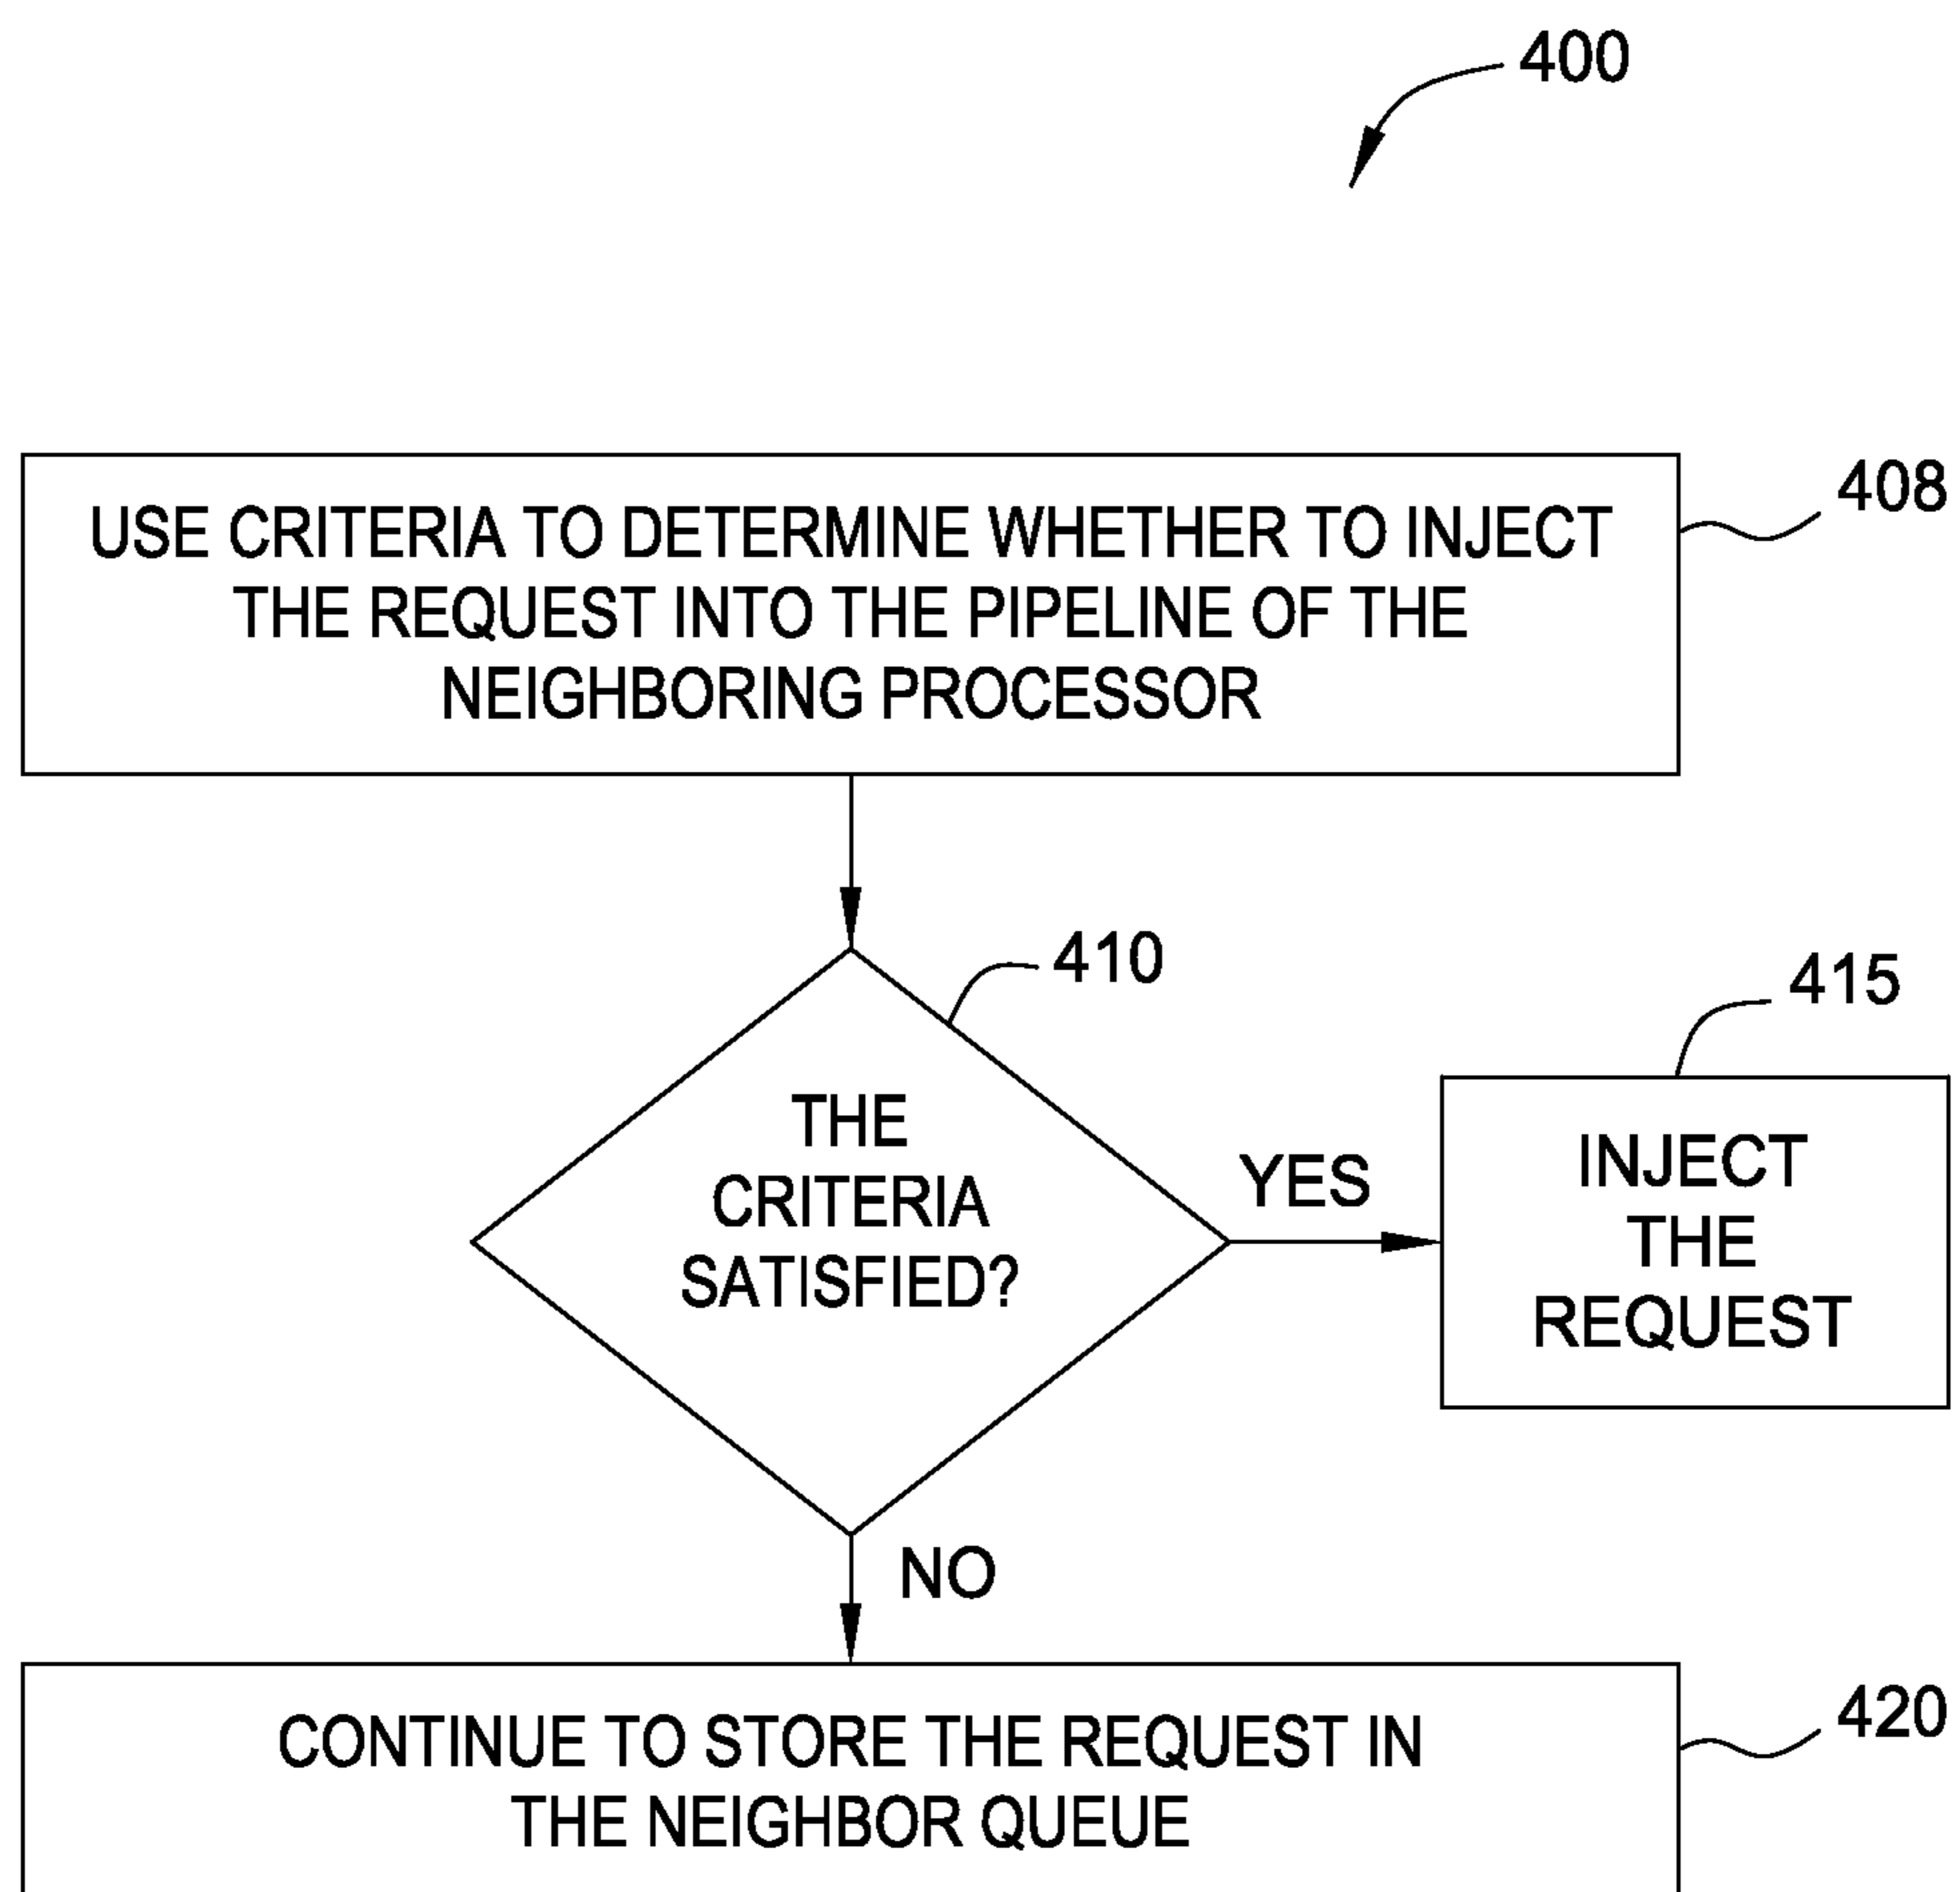 400
USE CRITERIA TO DETERMINE WHETHER TO INJECT
THE REQUEST INTO THE PIPELINE OF THE
NEIGHBORING PROCESSOR
408
410
THE
CRITERIA
SATISFIED?
YES
415
INJECT
THE
REQUEST
NO
CONTINUE TO STORE THE REQUEST IN
THE NEIGHBOR QUEUE
420